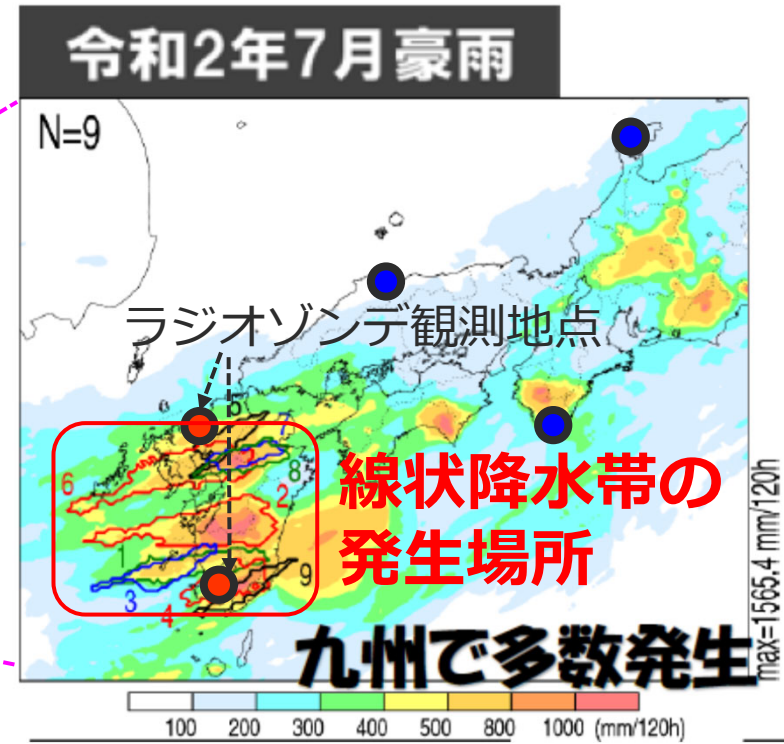 令和2年7月豪雨
N=9
ラジオゾンデ観測地点
5
7
6
8
2
線状降水帯の
発生場所
1
9
3
4
九州で多数発生
max=1565.4 mm/120h
100 200 300 400 500 800 1000 (mm/120h)